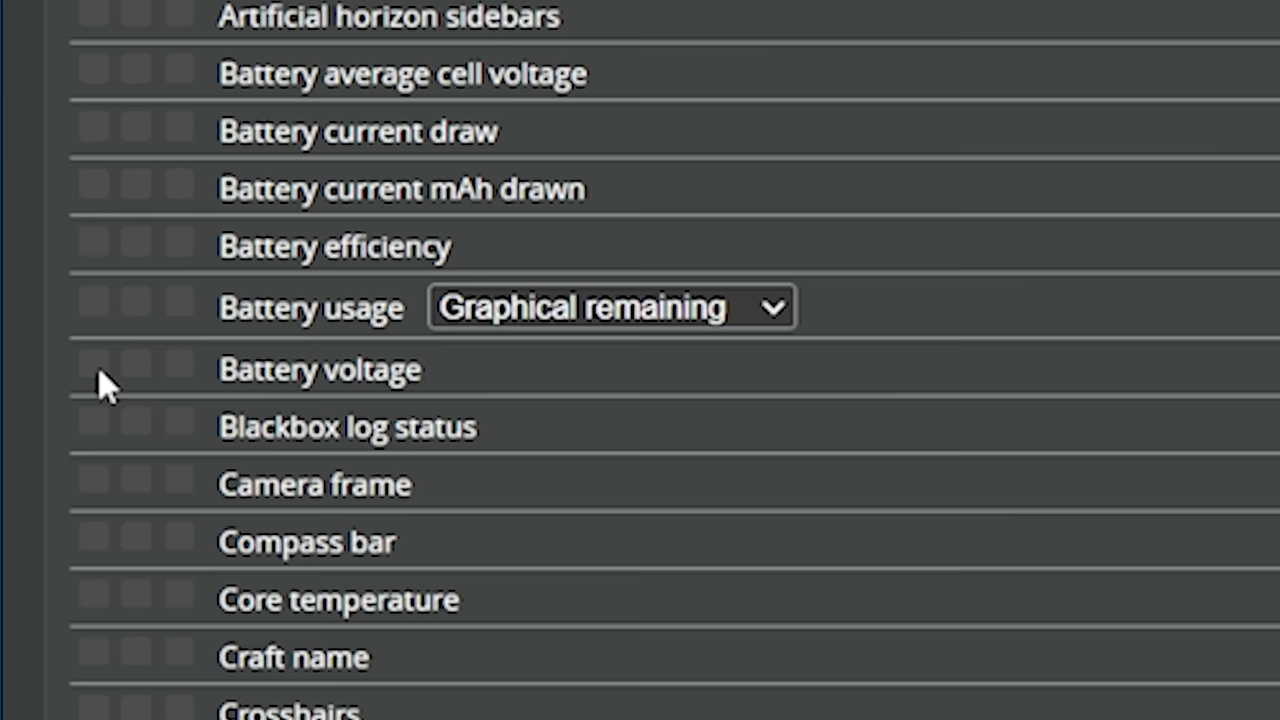 Artificial horizon sidebars
Battery average cell voltage
Battery current draw
Battery current mAh drawn
Battery efficiency
Battery usage Graphical remaining
Battery voltage
Blackbox log status
Camera frame
Compass bar
Core temperature
Craft name
Crosshairs